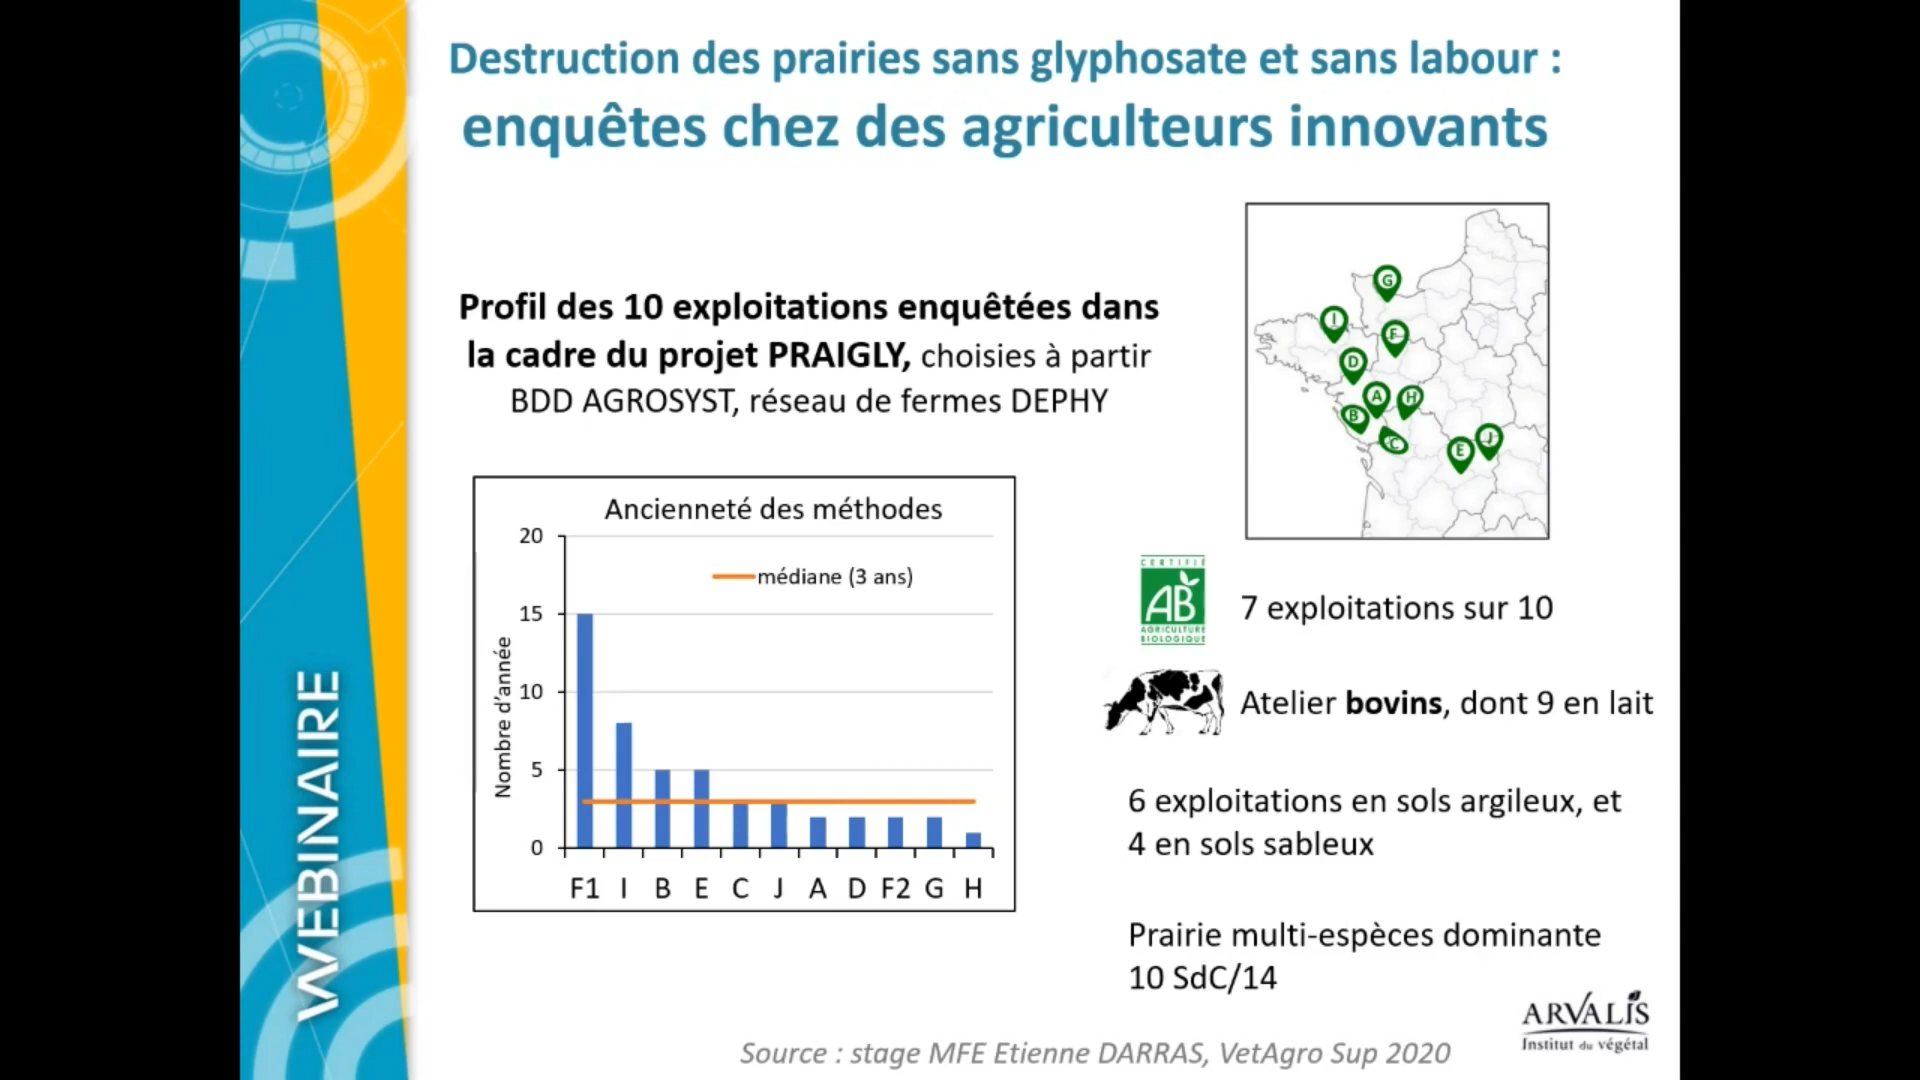 Destruction des prairies sans glyphosate et sans labour :
enquêtes chez des agriculteurs innovants
Profil des 10 exploitations enquêtées dans
la cadre du projet PRAIGLY, choisies à partir
BDD AGROSYST, réseau de fermes DEPHY
G
I
F
D
A
H
B
C
E
J
Ancienneté des méthodes
médiane (3 ans)
Nombre d'année
20
15
10
5
0
F1 I B E C J A D F2 G H
CERTIFIÉ
AB
AGRICULTURE
BIOLOGIQUE
7 exploitations sur 10
Atelier bovins, dont 9 en lait
6 exploitations en sols argileux, et
4 en sols sableux
Prairie multi-espèces dominante
10 SdC/14
WEBINAIRE
ARVALIS
Institut du végétal
Source : stage MFE Etienne DARRAS, VetAgro Sup 2020